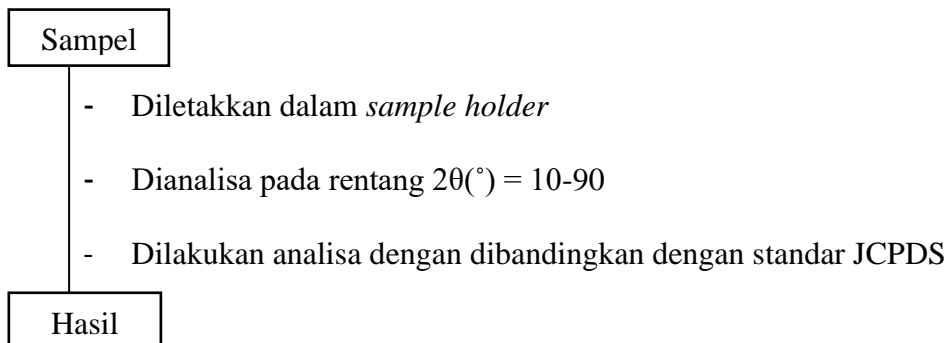 Sampel
- Diletakkan dalam sample holder
- Dianalisa pada rentang 2θ(˚) = 10-90
- Dilakukan analisa dengan dibandingkan dengan standar JCPDS
Hasil